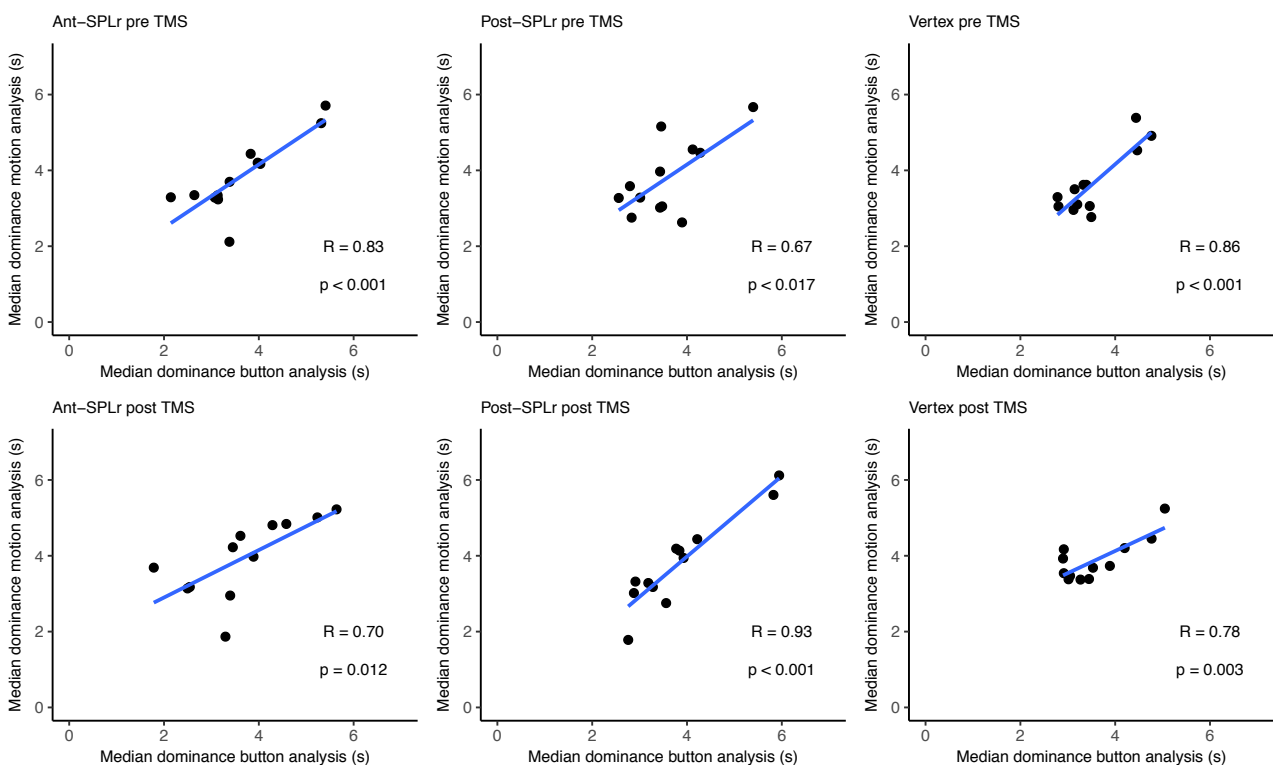 Ant−SPLr pre TMS
Median dominance motion analysis (s)
6
4
2
0
R = 0.83
p < 0.001
0 2 4 6
Median dominance button analysis (s)
Post−SPLr pre TMS
Median dominance motion analysis (s)
6
4
2
0
R = 0.67
p < 0.017
0 2 4 6
Median dominance button analysis (s)
Vertex pre TMS
Median dominance motion analysis (s)
6
4
2
0
R = 0.86
p < 0.001
0 2 4 6
Median dominance button analysis (s)
Ant−SPLr post TMS
Median dominance motion analysis (s)
6
4
2
0
R = 0.70
p = 0.012
0 2 4 6
Median dominance button analysis (s)
Post−SPLr post TMS
Median dominance motion analysis (s)
6
4
2
0
R = 0.93
p < 0.001
0 2 4 6
Median dominance button analysis (s)
Vertex post TMS
Median dominance motion analysis (s)
6
4
2
0
R = 0.78
p = 0.003
0 2 4 6
Median dominance button analysis (s)